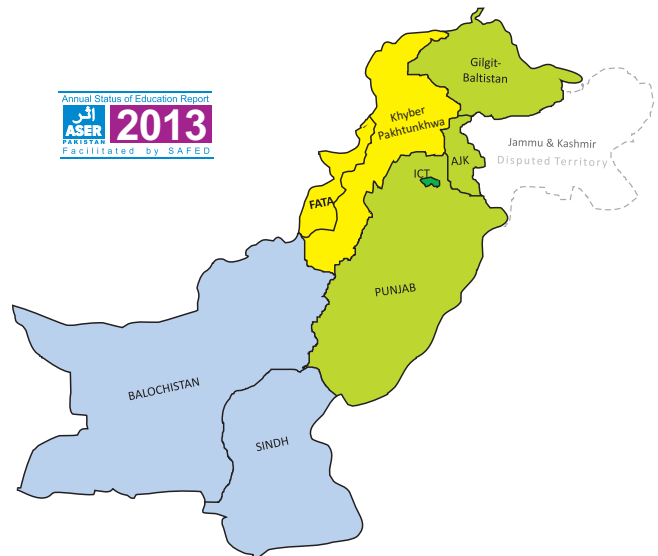 Annual Status of Education Report
اثر
ASER
PAKISTAN
2013
Facilitated by SAFED
Gilgit-
Baltistan
Khyber
Pakhtunkhwa
Jammu & Kashmir
Disputed Territory
AJK
ICT
FATA
PUNJAB
BALOCHISTAN
SINDH